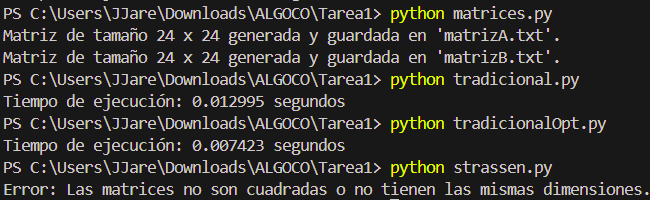 PS C:\Users\JJare\Downloads\ALGOCO\Tarea1> python matrices.py
Matriz de tamaño 24 x 24 generada y guardada en 'matrizA.txt'.
Matriz de tamaño 24 x 24 generada y guardada en 'matrizB.txt'.
PS C:\Users\JJare\Downloads\ALGOCO\Tarea1> python tradicional.py
Tiempo de ejecución: 0.012995 segundos
PS C:\Users\JJare\Downloads\ALGOCO\Tarea1> python tradicionalOpt.py
Tiempo de ejecución: 0.007423 segundos
PS C:\Users\JJare\Downloads\ALGOCO\Tarea1> python strassen.py
Error: Las matrices no son cuadradas o no tienen las mismas dimensiones.